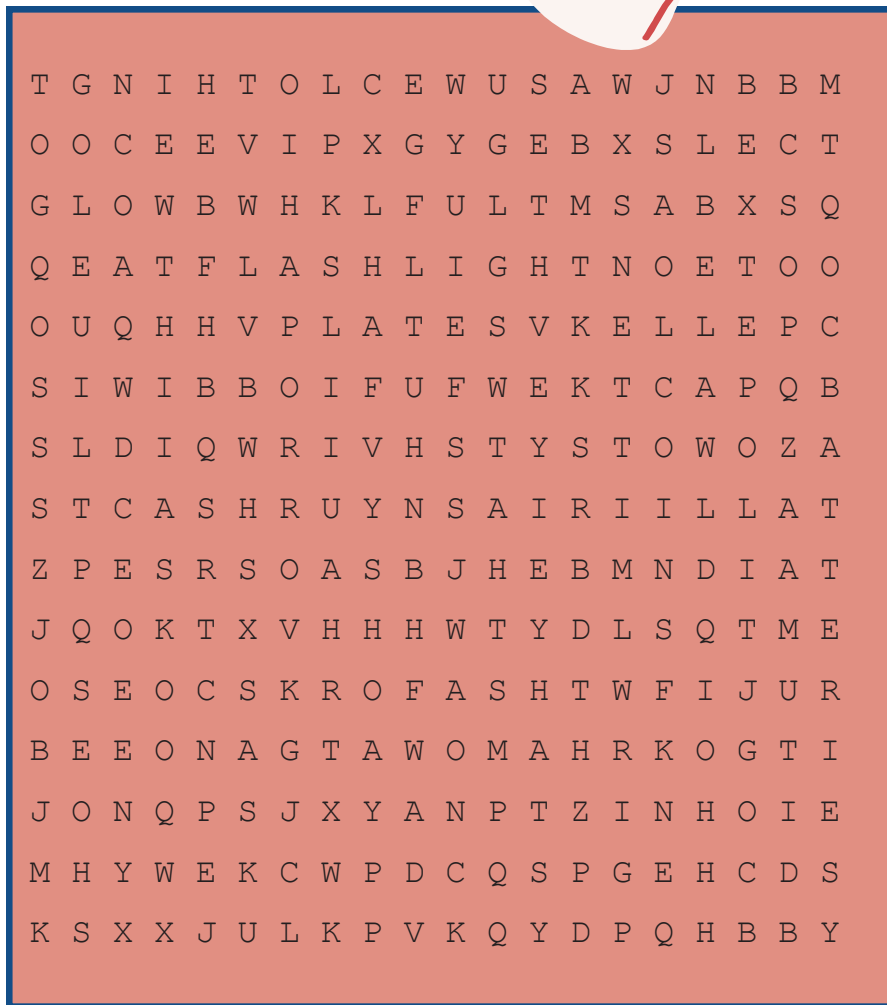 T G N I H T O L C E W U S A W J N B B M
O O C E E V I P X G Y G E B X S L E C T
G L O W B W H K L F U L T M S A B X S Q
Q E A T F L A S H L I G H T N O E T O O
O U Q H H V P L A T E S V K E L L E P C
S I W I B B O I F U F W E K T C A P Q B
S L D I Q W R I V H S T Y S T O W O Z A
S T C A S H R U Y N S A I R I I L L A T
Z P E S R S O A S B J H E B M N D I A T
J Q O K T X V H H H W T Y D L S Q T M E
O S E O C S K R O F A S H T W F I J U R
B E E O N A G T A W O M A H R K O G T I
J O N Q P S J X Y A N P T Z I N H O I E
M H Y W E K C W P D C Q S P G E H C D S
K S X X J U L K P V K Q Y D P Q H B B Y